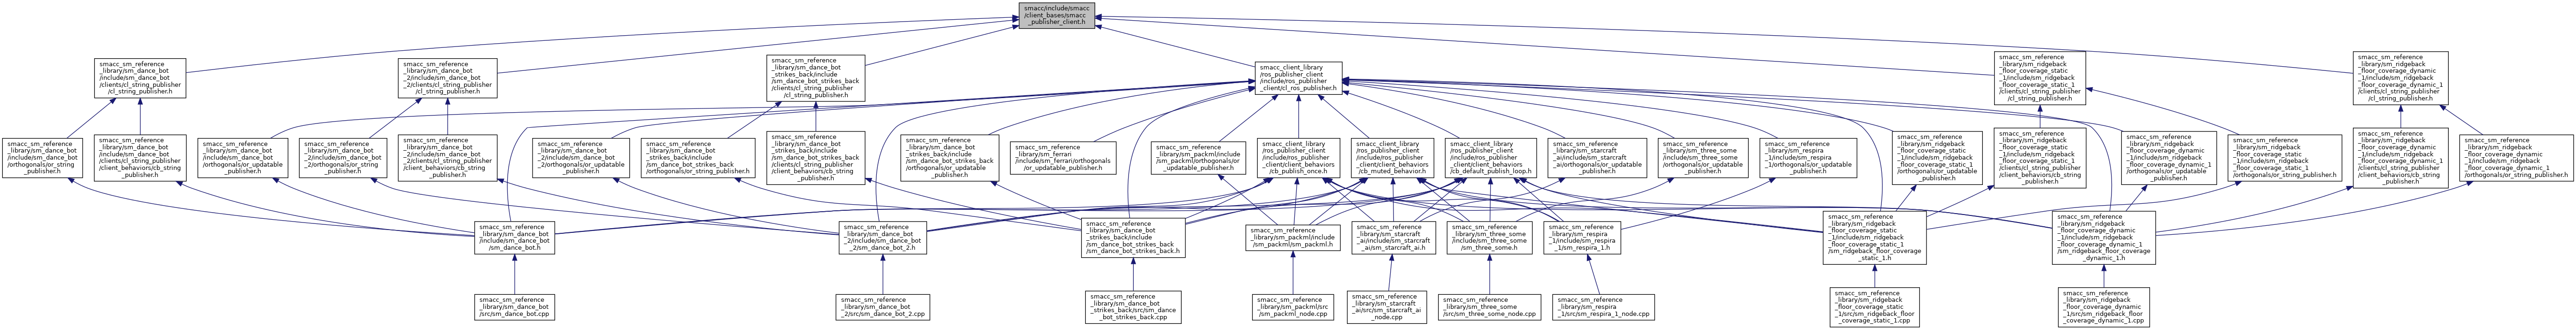 smacc/include/smacc
/client_bases/smacc
_publisher_client.h
smacc_sm_reference
_library/sm_dance_bot
/include/sm_dance_bot
/clients/cl_string_publisher
/cl_string_publisher.h
smacc_sm_reference
_library/sm_dance_bot
_2/include/sm_dance_bot
_2/clients/cl_string_publisher
/cl_string_publisher.h
smacc_sm_reference
_library/sm_dance_bot
_strikes_back/include
/sm_dance_bot_strikes_back
/clients/cl_string_publisher
/cl_string_publisher.h
smacc_client_library
/ros_publisher_client
/include/ros_publisher
_client/cl_ros_publisher.h
smacc_sm_reference
_library/sm_ridgeback
_floor_coverage_static
_1/include/sm_ridgeback
_floor_coverage_static_1
/clients/cl_string_publisher
/cl_string_publisher.h
smacc_sm_reference
_library/sm_ridgeback
_floor_coverage_dynamic
_1/include/sm_ridgeback
_floor_coverage_dynamic_1
/clients/cl_string_publisher
/cl_string_publisher.h
smacc_sm_reference
_library/sm_dance_bot
/include/sm_dance_bot
/orthogonals/or_string
_publisher.h
smacc_sm_reference
_library/sm_dance_bot
/include/sm_dance_bot
/clients/cl_string_publisher
/client_behaviors/cb_string
_publisher.h
smacc_sm_reference
_library/sm_dance_bot
/include/sm_dance_bot
/orthogonals/or_updatable
_publisher.h
smacc_sm_reference
_library/sm_dance_bot
_2/include/sm_dance_bot
_2/orthogonals/or_string
_publisher.h
smacc_sm_reference
_library/sm_dance_bot
_2/include/sm_dance_bot
_2/clients/cl_string_publisher
/client_behaviors/cb_string
_publisher.h
smacc_sm_reference
_library/sm_dance_bot
_2/include/sm_dance_bot
_2/orthogonals/or_updatable
_publisher.h
smacc_sm_reference
_library/sm_dance_bot
_strikes_back/include
/sm_dance_bot_strikes_back
/orthogonals/or_string_publisher.h
smacc_sm_reference
_library/sm_dance_bot
_strikes_back/include
/sm_dance_bot_strikes_back
/clients/cl_string_publisher
/client_behaviors/cb_string
_publisher.h
smacc_sm_reference
_library/sm_dance_bot
_strikes_back/include
/sm_dance_bot_strikes_back
/orthogonals/or_updatable
_publisher.h
smacc_sm_reference
_library/sm_ferrari
/include/sm_ferrari/orthogonals
/or_updatable_publisher.h
smacc_sm_reference
_library/sm_packml/include
/sm_packml/orthogonals/or
_updatable_publisher.h
smacc_client_library
/ros_publisher_client
/include/ros_publisher
_client/client_behaviors
/cb_publish_once.h
smacc_client_library
/ros_publisher_client
/include/ros_publisher
_client/client_behaviors
/cb_muted_behavior.h
smacc_client_library
/ros_publisher_client
/include/ros_publisher
_client/client_behaviors
/cb_default_publish_loop.h
smacc_sm_reference
_library/sm_starcraft
_ai/include/sm_starcraft
_ai/orthogonals/or_updatable
_publisher.h
smacc_sm_reference
_library/sm_three_some
/include/sm_three_some
/orthogonals/or_updatable
_publisher.h
smacc_sm_reference
_library/sm_respira
_1/include/sm_respira
_1/orthogonals/or_updatable
_publisher.h
smacc_sm_reference
_library/sm_ridgeback
_floor_coverage_static
_1/include/sm_ridgeback
_floor_coverage_static_1
/orthogonals/or_updatable
_publisher.h
smacc_sm_reference
_library/sm_ridgeback
_floor_coverage_static
_1/include/sm_ridgeback
_floor_coverage_static_1
/clients/cl_string_publisher
/client_behaviors/cb_string
_publisher.h
smacc_sm_reference
_library/sm_ridgeback
_floor_coverage_dynamic
_1/include/sm_ridgeback
_floor_coverage_dynamic_1
/orthogonals/or_updatable
_publisher.h
smacc_sm_reference
_library/sm_ridgeback
_floor_coverage_static
_1/include/sm_ridgeback
_floor_coverage_static_1
/orthogonals/or_string_publisher.h
smacc_sm_reference
_library/sm_ridgeback
_floor_coverage_dynamic
_1/include/sm_ridgeback
_floor_coverage_dynamic_1
/clients/cl_string_publisher
/client_behaviors/cb_string
_publisher.h
smacc_sm_reference
_library/sm_ridgeback
_floor_coverage_dynamic
_1/include/sm_ridgeback
_floor_coverage_dynamic_1
/orthogonals/or_string_publisher.h
smacc_sm_reference
_library/sm_dance_bot
/include/sm_dance_bot
/sm_dance_bot.h
smacc_sm_reference
_library/sm_dance_bot
_2/include/sm_dance_bot
_2/sm_dance_bot_2.h
smacc_sm_reference
_library/sm_dance_bot
_strikes_back/include
/sm_dance_bot_strikes_back
/sm_dance_bot_strikes_back.h
smacc_sm_reference
_library/sm_packml/include
/sm_packml/sm_packml.h
smacc_sm_reference
_library/sm_starcraft
_ai/include/sm_starcraft
_ai/sm_starcraft_ai.h
smacc_sm_reference
_library/sm_three_some
/include/sm_three_some
/sm_three_some.h
smacc_sm_reference
_library/sm_respira
_1/include/sm_respira
_1/sm_respira_1.h
smacc_sm_reference
_library/sm_ridgeback
_floor_coverage_static
_1/include/sm_ridgeback
_floor_coverage_static_1
/sm_ridgeback_floor_coverage
_static_1.h
smacc_sm_reference
_library/sm_ridgeback
_floor_coverage_dynamic
_1/include/sm_ridgeback
_floor_coverage_dynamic_1
/sm_ridgeback_floor_coverage
_dynamic_1.h
smacc_sm_reference
_library/sm_dance_bot
/src/sm_dance_bot.cpp
smacc_sm_reference
_library/sm_dance_bot
_2/src/sm_dance_bot_2.cpp
smacc_sm_reference
_library/sm_dance_bot
_strikes_back/src/sm_dance
_bot_strikes_back.cpp
smacc_sm_reference
_library/sm_packml/src
/sm_packml_node.cpp
smacc_sm_reference
_library/sm_starcraft
_ai/src/sm_starcraft_ai
_node.cpp
smacc_sm_reference
_library/sm_three_some
/src/sm_three_some_node.cpp
smacc_sm_reference
_library/sm_respira
_1/src/sm_respira_1_node.cpp
smacc_sm_reference
_library/sm_ridgeback
_floor_coverage_static
_1/src/sm_ridgeback_floor
_coverage_static_1.cpp
smacc_sm_reference
_library/sm_ridgeback
_floor_coverage_dynamic
_1/src/sm_ridgeback_floor
_coverage_dynamic_1.cpp